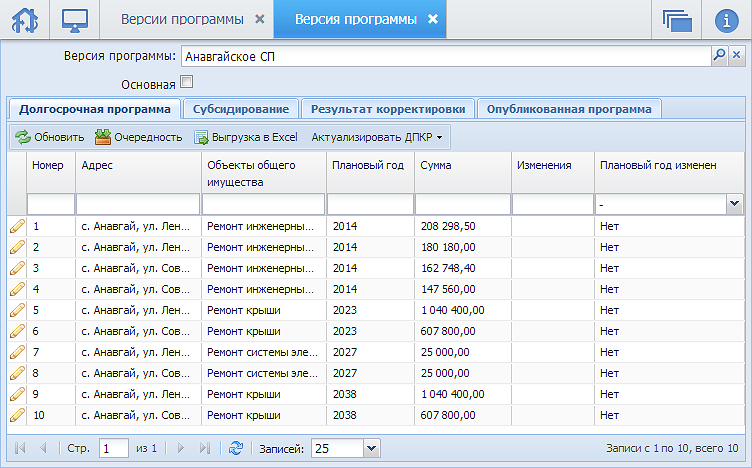 Версии программы
Версия программы
Версия программы: Анавгайское СП
Основная
Долгосрочная программа Субсидирование Результат корректировки Опубликованная программа
Обновить Очередность Выгрузка в Excel Актуализировать ДПКР
Номер Адрес Объекты общего имущества Плановый год Сумма Изменения Плановый год изменен
-
1 с. Анавгай, ул. Лен... Ремонт инженерны... 2014 208 298,50 Нет
2 с. Анавгай, ул. Лен... Ремонт инженерны... 2014 180 180,00 Нет
3 с. Анавгай, ул. Сов... Ремонт инженерны... 2014 162 748,40 Нет
4 с. Анавгай, ул. Сов... Ремонт инженерны... 2014 147 560,00 Нет
5 с. Анавгай, ул. Лен... Ремонт крыши 2023 1 040 400,00 Нет
6 с. Анавгай, ул. Сов... Ремонт крыши 2023 607 800,00 Нет
7 с. Анавгай, ул. Лен... Ремонт системы эле... 2027 25 000,00 Нет
8 с. Анавгай, ул. Сов... Ремонт системы эле... 2027 25 000,00 Нет
9 с. Анавгай, ул. Лен... Ремонт крыши 2038 1 040 400,00 Нет
10 с. Анавгай, ул. Сов... Ремонт крыши 2038 607 800,00 Нет
Стр. 1 из 1 Записей: 25 Записи с 1 по 10, всего 10